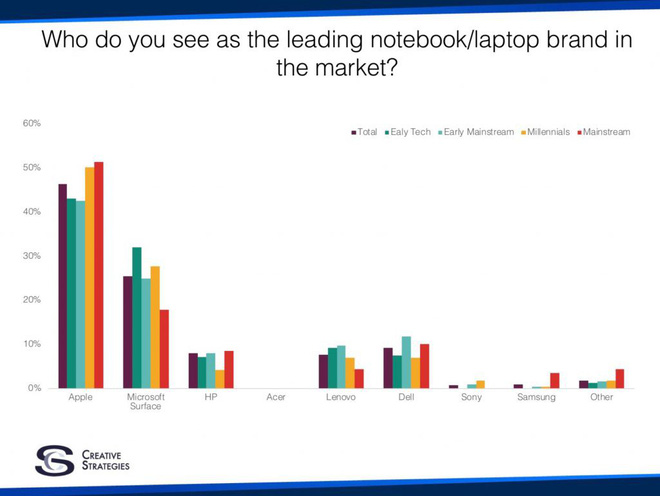 Who do you see as the leading notebook/laptop brand in
the market?
60%
Total Ealy Tech Early Mainstream Millennials Mainstream
50%
40%
30%
20%
10%
0%
Apple Microsoft Surface HP Acer Lenovo Dell Sony Samsung Other
CREATIVE
STRATEGIES